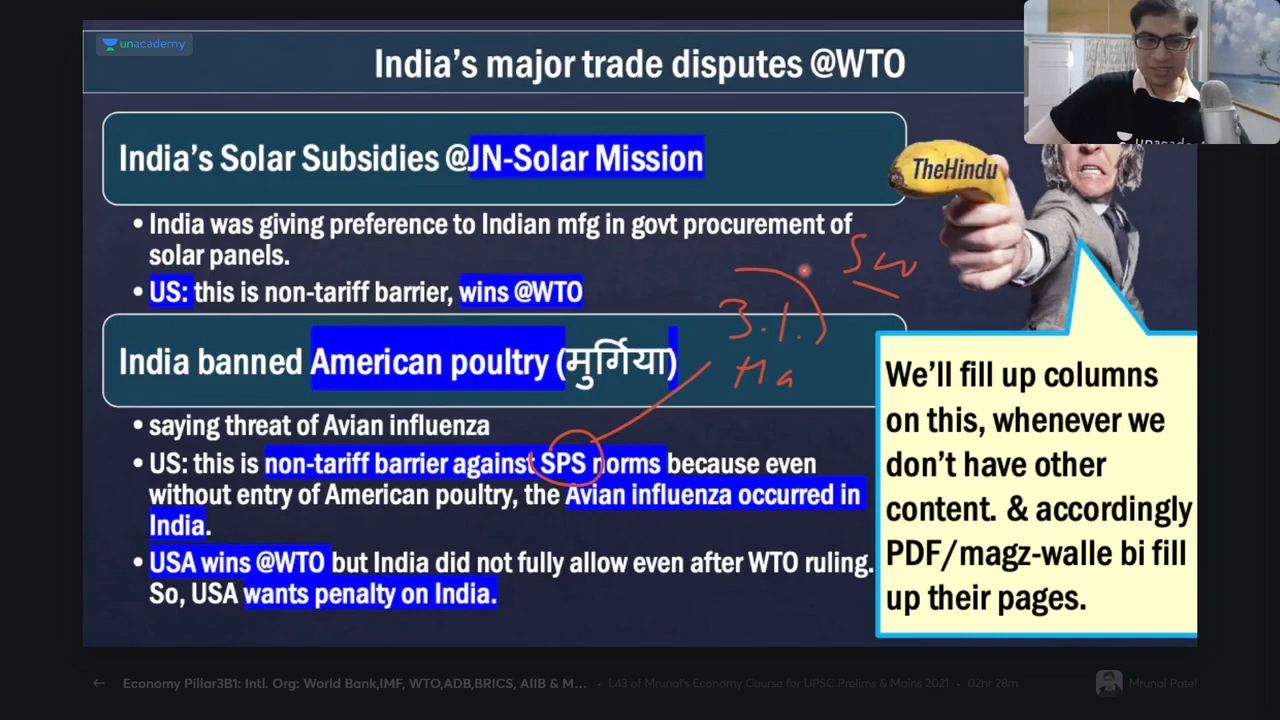 unacademy
India's major trade disputes @WTO
India's Solar Subsidies @JN-Solar Mission
• India was giving preference to Indian mfg in govt procurement of
solar panels.
• US: this is non-tariff barrier, wins @WTO
India banned American poultry (मुर्गिया)
• saying threat of Avian influenza
• US: this is non-tariff barrier against SPS norms because even
without entry of American poultry, the Avian influenza occurred in
India.
• USA wins @WTO but India did not fully allow even after WTO ruling.
So, USA wants penalty on India.
3.1.
TheHindu
We'll fill up columns
on this, whenever we
don't have other
content. & accordingly
PDF/magz-walle bi fill
up their pages.
Economy Pillar3B1: Intl. Org: World Bank,IMF, WTO,ADB,BRICS, AIIB & M... • L43 of Mrunal's Economy Course for UPSC Prelims & Mains 2021 • 02hr 28m
Mrunal Patel